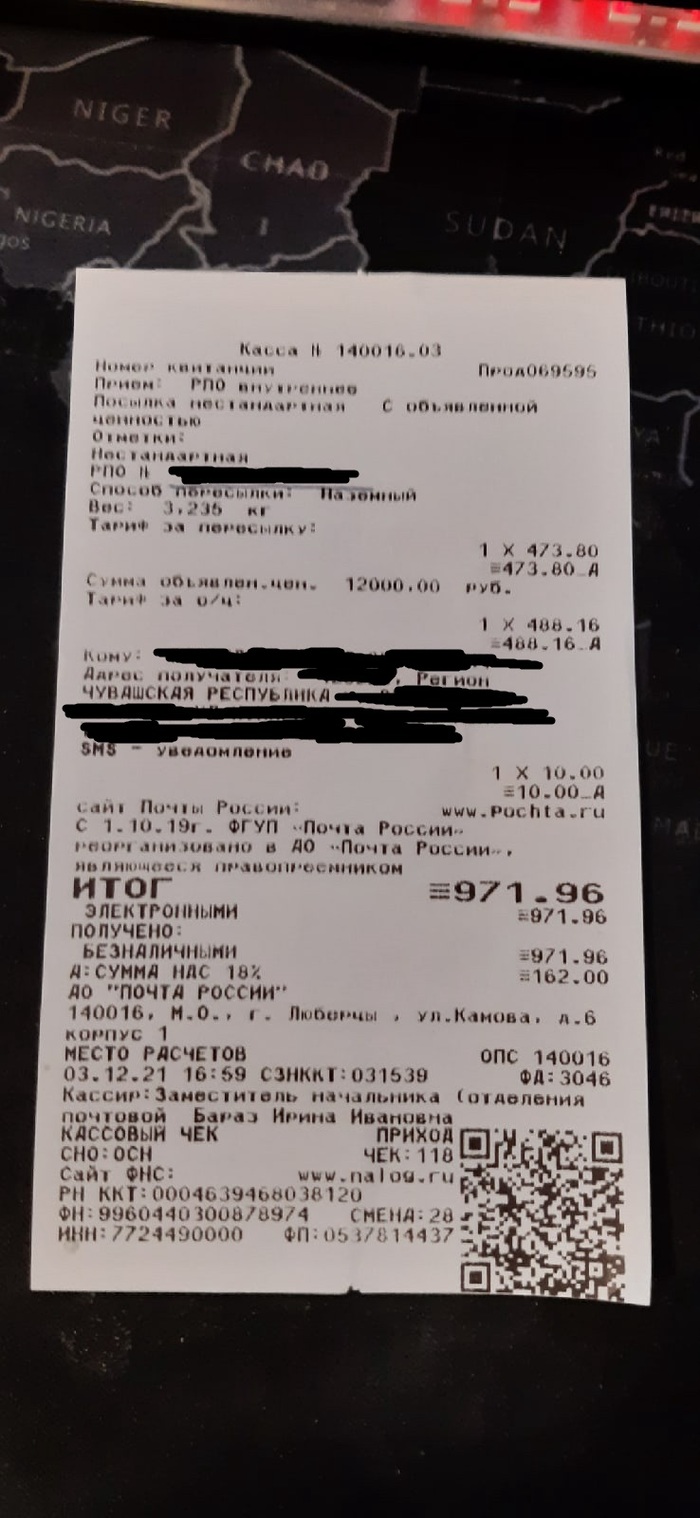 NIGER
CHAD
NIGERIA
SUDAN
Касса № 140016.03
Номер квитанции Прод069595
Прием: РПО внутреннее
Посылка нестандартная С объявленной
ценностью
Отметки:
Нестандартная
РПО №
Способ пересылки: Наземный
Вес: 3,235 кг
Тариф за пересылку:
1 X 473.80
≡473.80_А
Сумма объявлен.чен. 12000.00 руб.
Тариф за о/ч:
1 X 488.16
≡488.16_А
Кому:
Адрес получателя: , Регион
ЧУВАШСКАЯ РЕСПУБЛИКА
SMS - уведомление
1 X 10.00
≡10.00_А
сайт Почты России: www.Pochta.ru
С 1.10.19г. ФГУП «Почта России»
реорганизовано в АО «Почта России»,
являющееся правопреемником
ИТОГ ≡971.96
ЭЛЕКТРОННЫМИ ≡971.96
ПОЛУЧЕНО:
БЕЗНАЛИЧНЫМИ ≡971.96
А:СУММА НДС 18% ≡162.00
АО "ПОЧТА РОССИИ"
140016, М.О., г. Люберцы , ул.Камова, д.6
корпус 1
МЕСТО РАСЧЕТОВ ОПС 140016
03.12.21 16:59 СЗНККТ:031539 ФД:3046
Кассир:Заместитель начальника (отделения
почтовой Бараз Ирина Ивановна
КАССОВЫЙ ЧЕК ПРИХОД
СНО:ОСН ЧЕК:118
Сайт ФНС: www.nalog.ru
РН ККТ:0004639468038120
ФН:9960440300878974 СМЕНА:28
ИНН:7724490000 ФП:0537814437